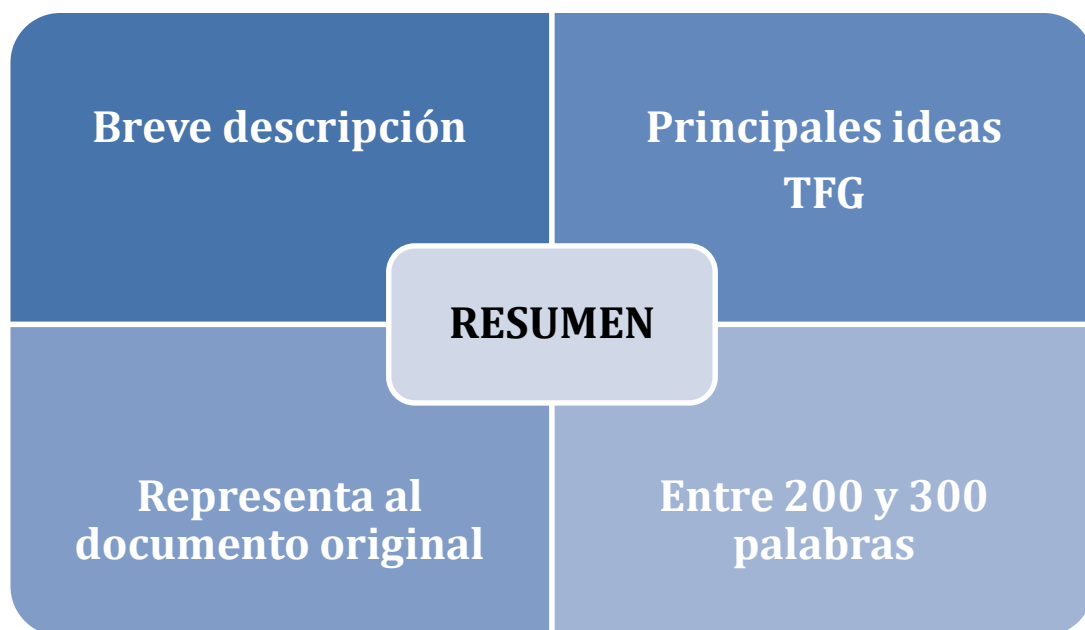 Breve descripción
Principales ideas
TFG
RESUMEN
Representa al
documento original
Entre 200 y 300
palabras